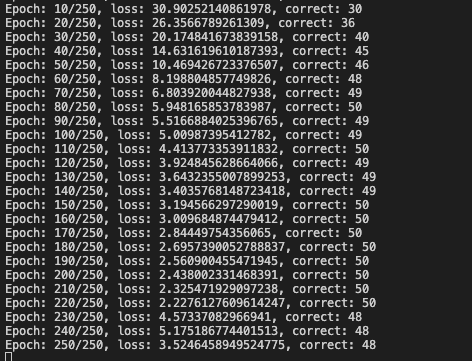 Epoch: 10/250, loss: 30.90252140861978, correct: 30
Epoch: 20/250, loss: 26.3566789261309, correct: 36
Epoch: 30/250, loss: 20.174841673839158, correct: 40
Epoch: 40/250, loss: 14.631619610187393, correct: 45
Epoch: 50/250, loss: 10.469426723376507, correct: 46
Epoch: 60/250, loss: 8.198804857749826, correct: 48
Epoch: 70/250, loss: 6.803920044827938, correct: 49
Epoch: 80/250, loss: 5.948165853783987, correct: 50
Epoch: 90/250, loss: 5.5166884025396765, correct: 49
Epoch: 100/250, loss: 5.00987395412782, correct: 49
Epoch: 110/250, loss: 4.413773353911832, correct: 50
Epoch: 120/250, loss: 3.924845628664066, correct: 49
Epoch: 130/250, loss: 3.6432355007899253, correct: 49
Epoch: 140/250, loss: 3.4035768148723418, correct: 49
Epoch: 150/250, loss: 3.194566297290019, correct: 50
Epoch: 160/250, loss: 3.009684874479412, correct: 50
Epoch: 170/250, loss: 2.84449754356065, correct: 50
Epoch: 180/250, loss: 2.6957390052788837, correct: 50
Epoch: 190/250, loss: 2.560900455471945, correct: 50
Epoch: 200/250, loss: 2.438002331468391, correct: 50
Epoch: 210/250, loss: 2.325471929097238, correct: 50
Epoch: 220/250, loss: 2.2276127609614247, correct: 50
Epoch: 230/250, loss: 4.57337082966941, correct: 48
Epoch: 240/250, loss: 5.175186774401513, correct: 48
Epoch: 250/250, loss: 3.5246458949524775, correct: 48